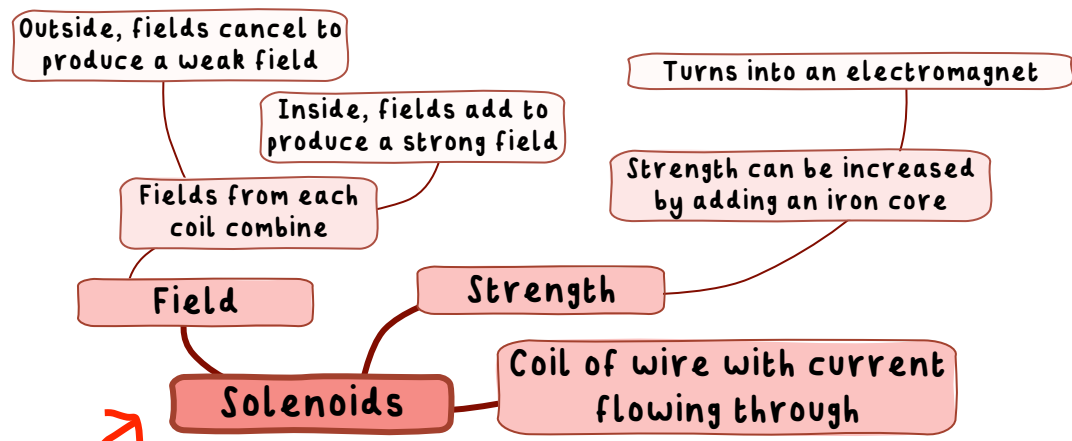 Outside, fields cancel to
produce a weak field
Inside, fields add to
produce a strong field
Turns into an electromagnet
Fields from each
coil combine
Strength can be increased
by adding an iron core
Field
Strength
Coil of wire with current
flowing through
Solenoids